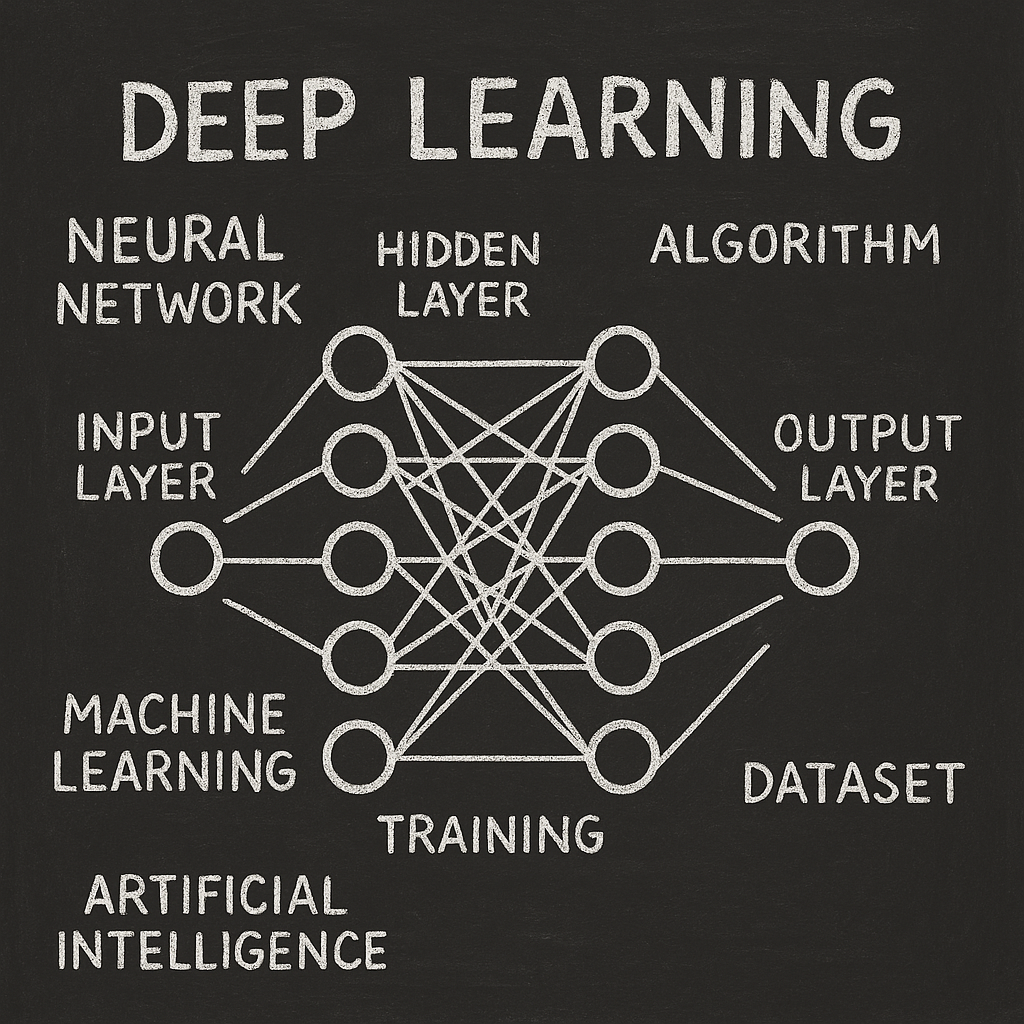 DEEP LEARNING
NEURAL
NETWORK
HIDDEN
LAYER
ALGORITHM
INPUT
LAYER
OUTPUT
LAYER
MACHINE
LEARNING
DATASET
TRAINING
ARTIFICIAL
INTELLIGENCE